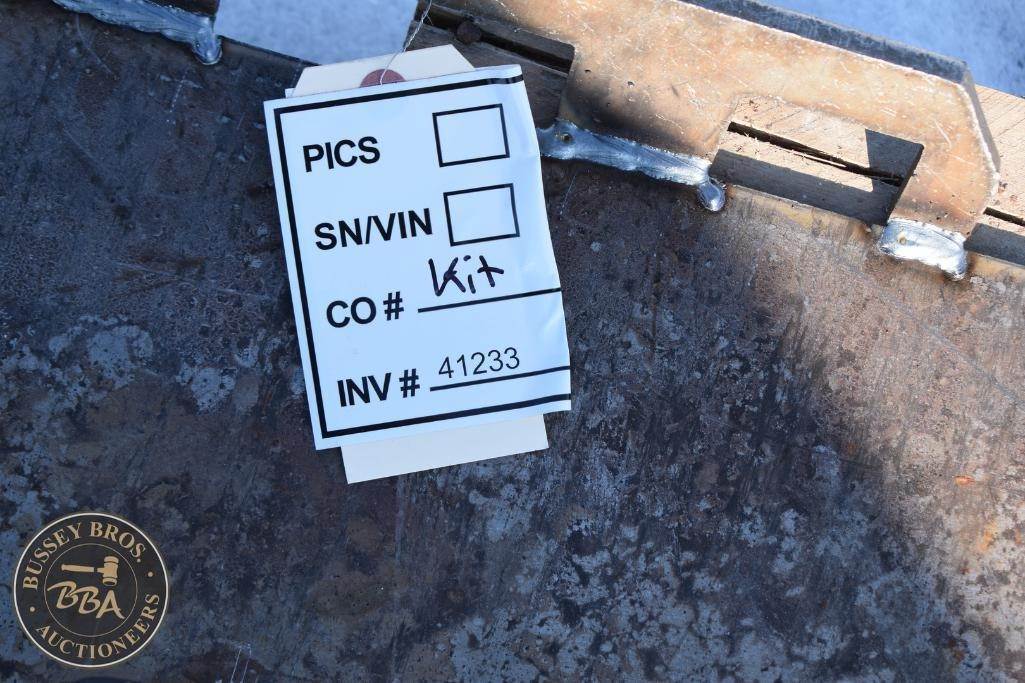 PICS
SN/VIN
CO # Kit
INV # 41233
BUSSEY BROS.
BBA
AUCTIONEERS